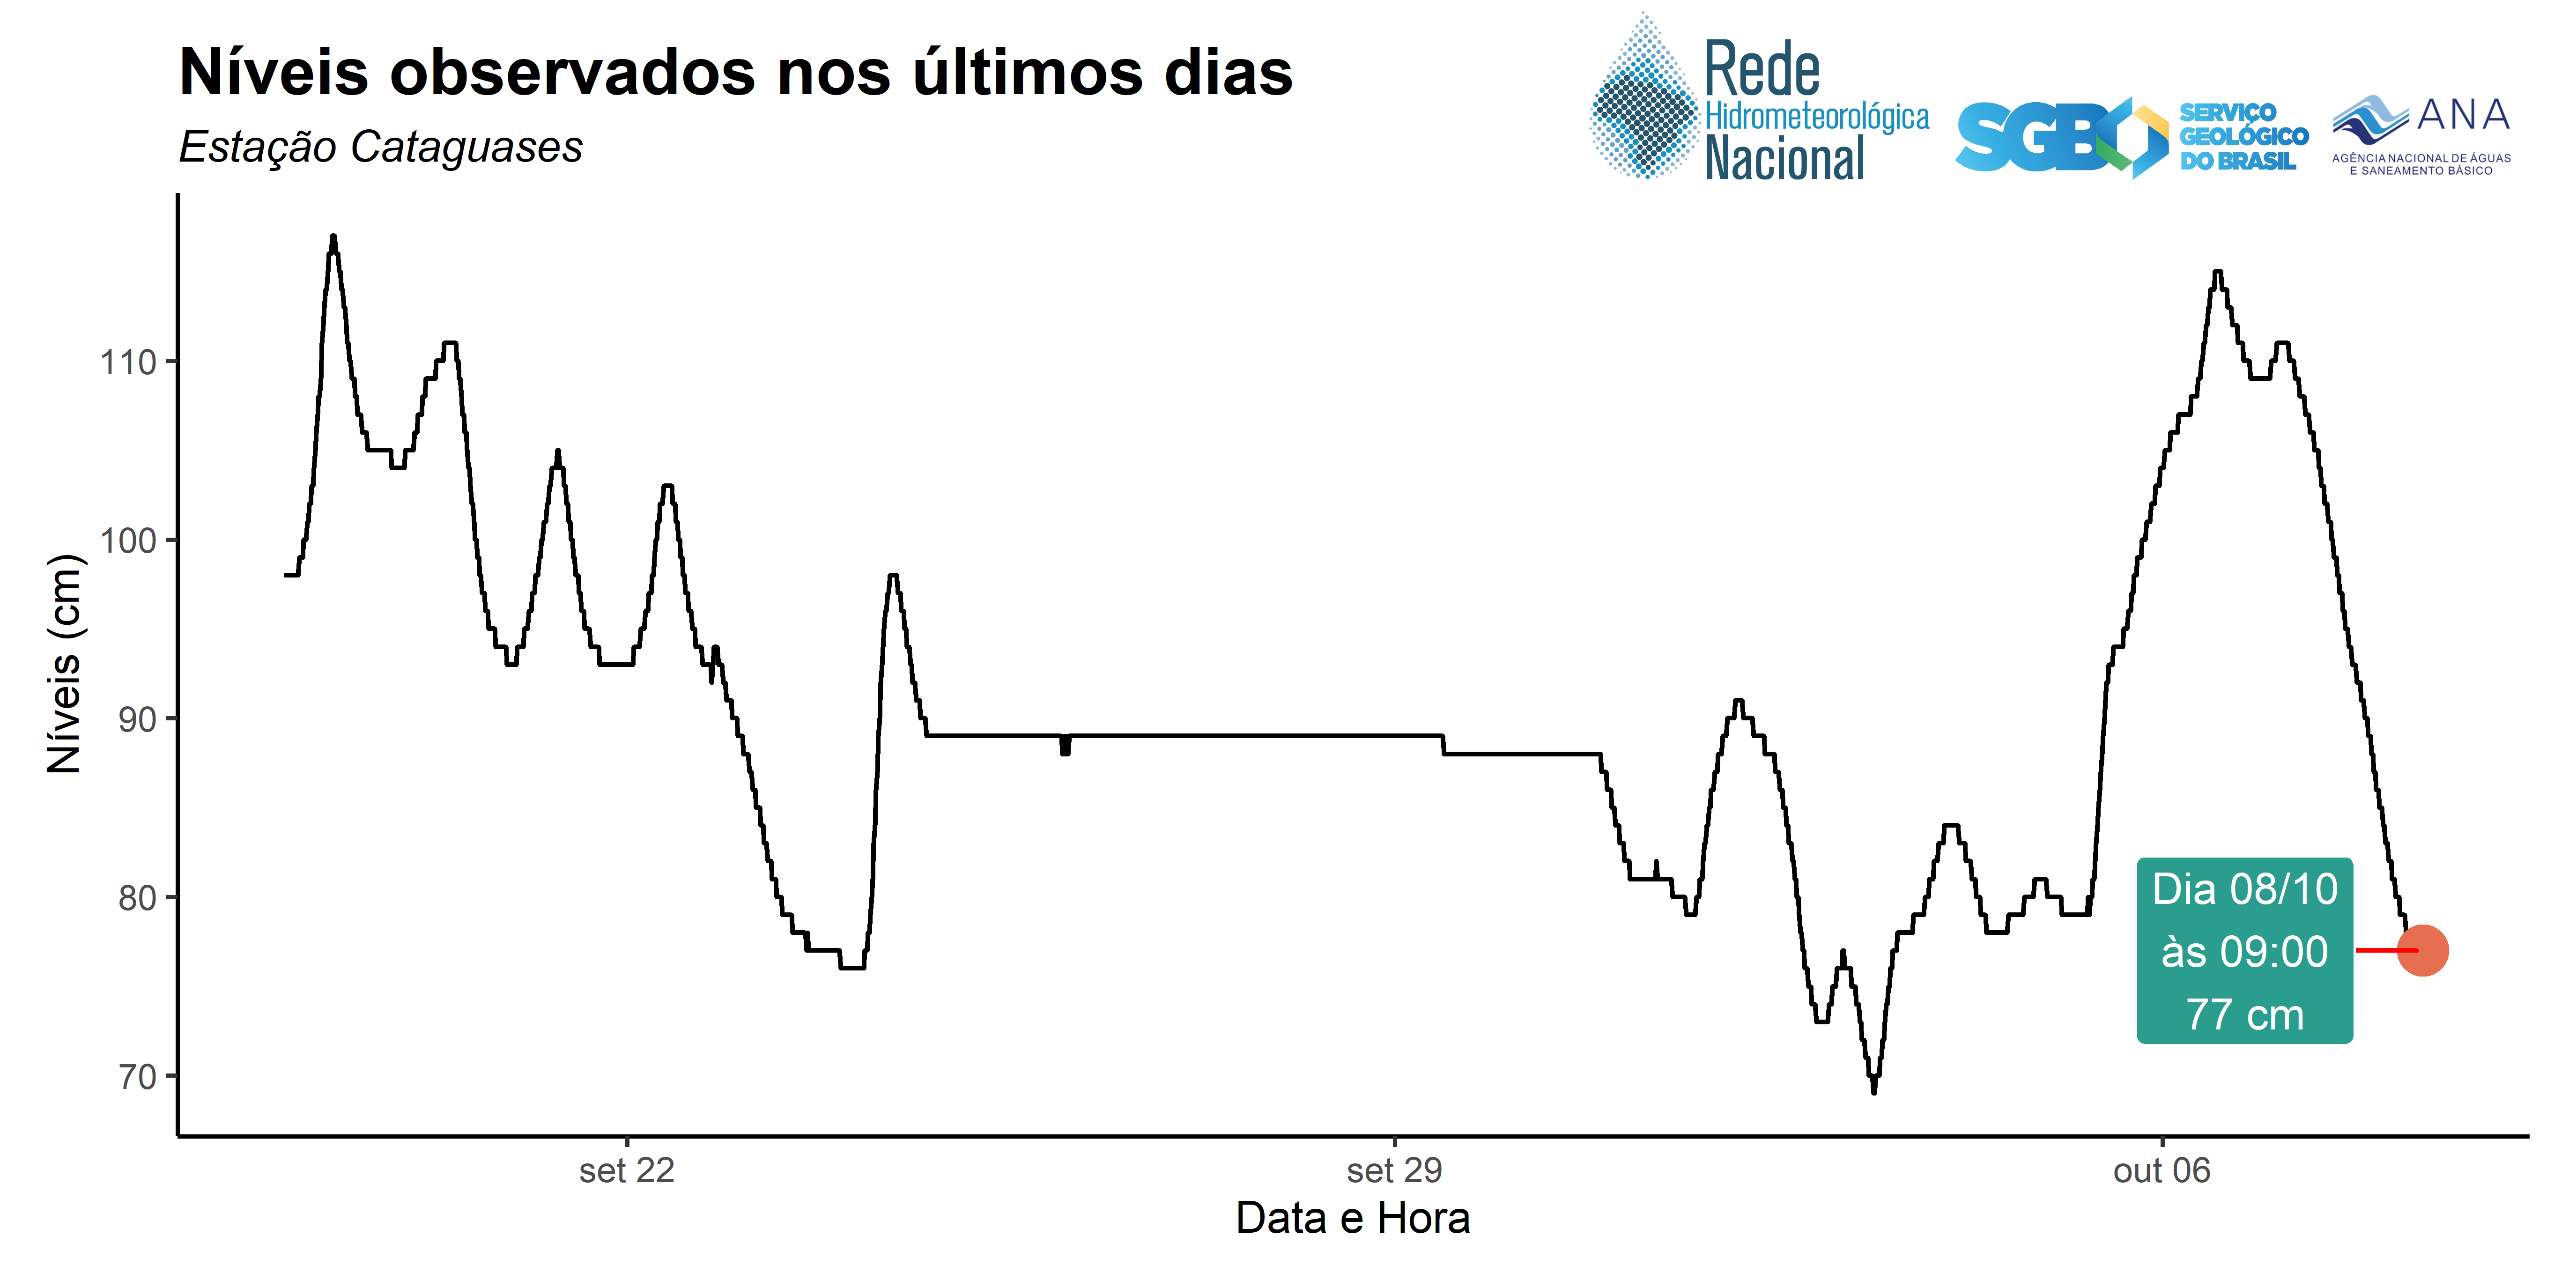 Níveis observados nos últimos dias
Estação Cataguases
Rede
Hidrometeorológica
Nacional
SGB
SERVIÇO
GEOLÓGICO
DO BRASIL
ANA
AGÊNCIA NACIONAL DE ÁGUAS
E SANEAMENTO BÁSICO
Níveis (cm)
110
100
90
80
70
Dia 08/10
às 09:00
77 cm
set 22
set 29
out 06
Data e Hora